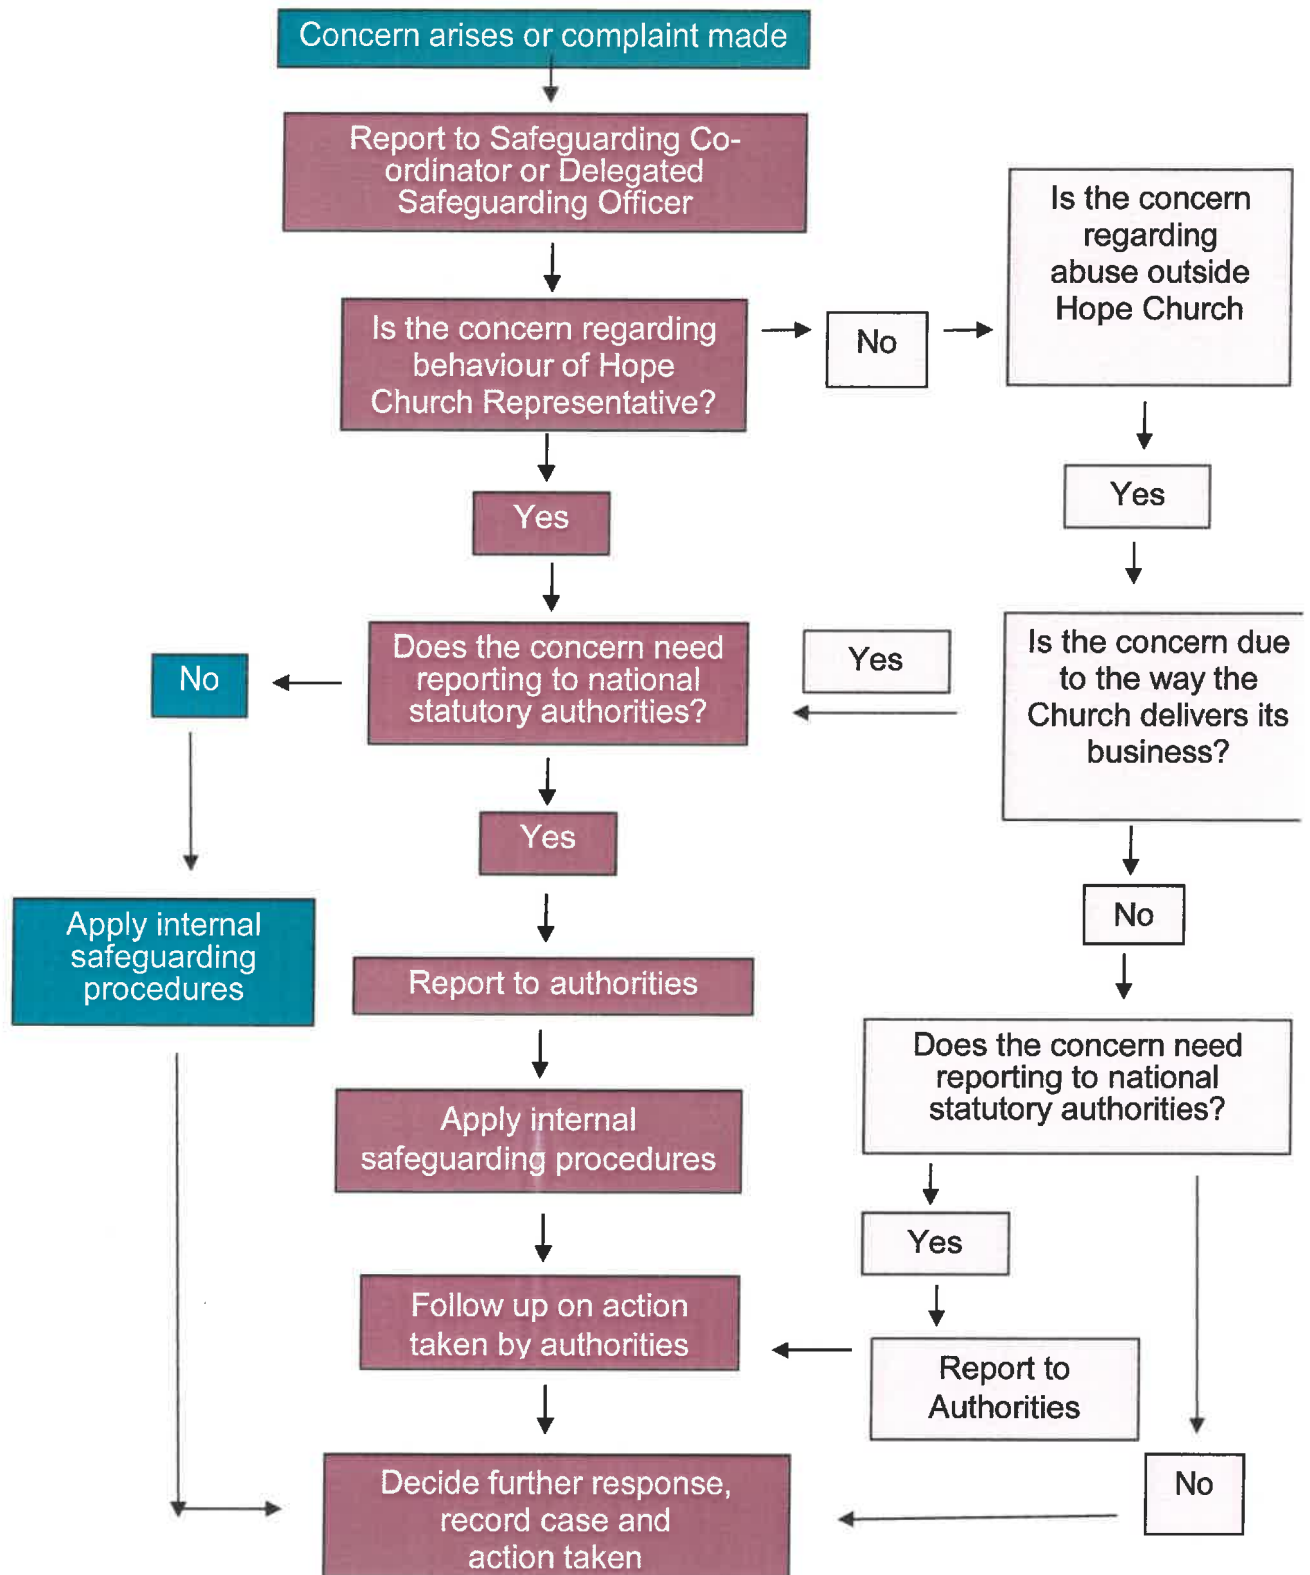 Concern arises or complaint made
Report to Safeguarding Co-
ordinator or Delegated
Safeguarding Officer
Is the concern regarding
behaviour of Hope
Church Representative?
No
Is the concern
regarding
abuse outside
Hope Church
Yes
Yes
Does the concern need
reporting to national
statutory authorities?
No
Yes
Is the concern due
to the way the
Church delivers its
business?
Yes
No
Apply internal
safeguarding
procedures
Report to authorities
Does the concern need
reporting to national
statutory authorities?
Apply internal
safeguarding procedures
Yes
Follow up on action
taken by authorities
Report to
Authorities
No
Decide further response,
record case and
action taken